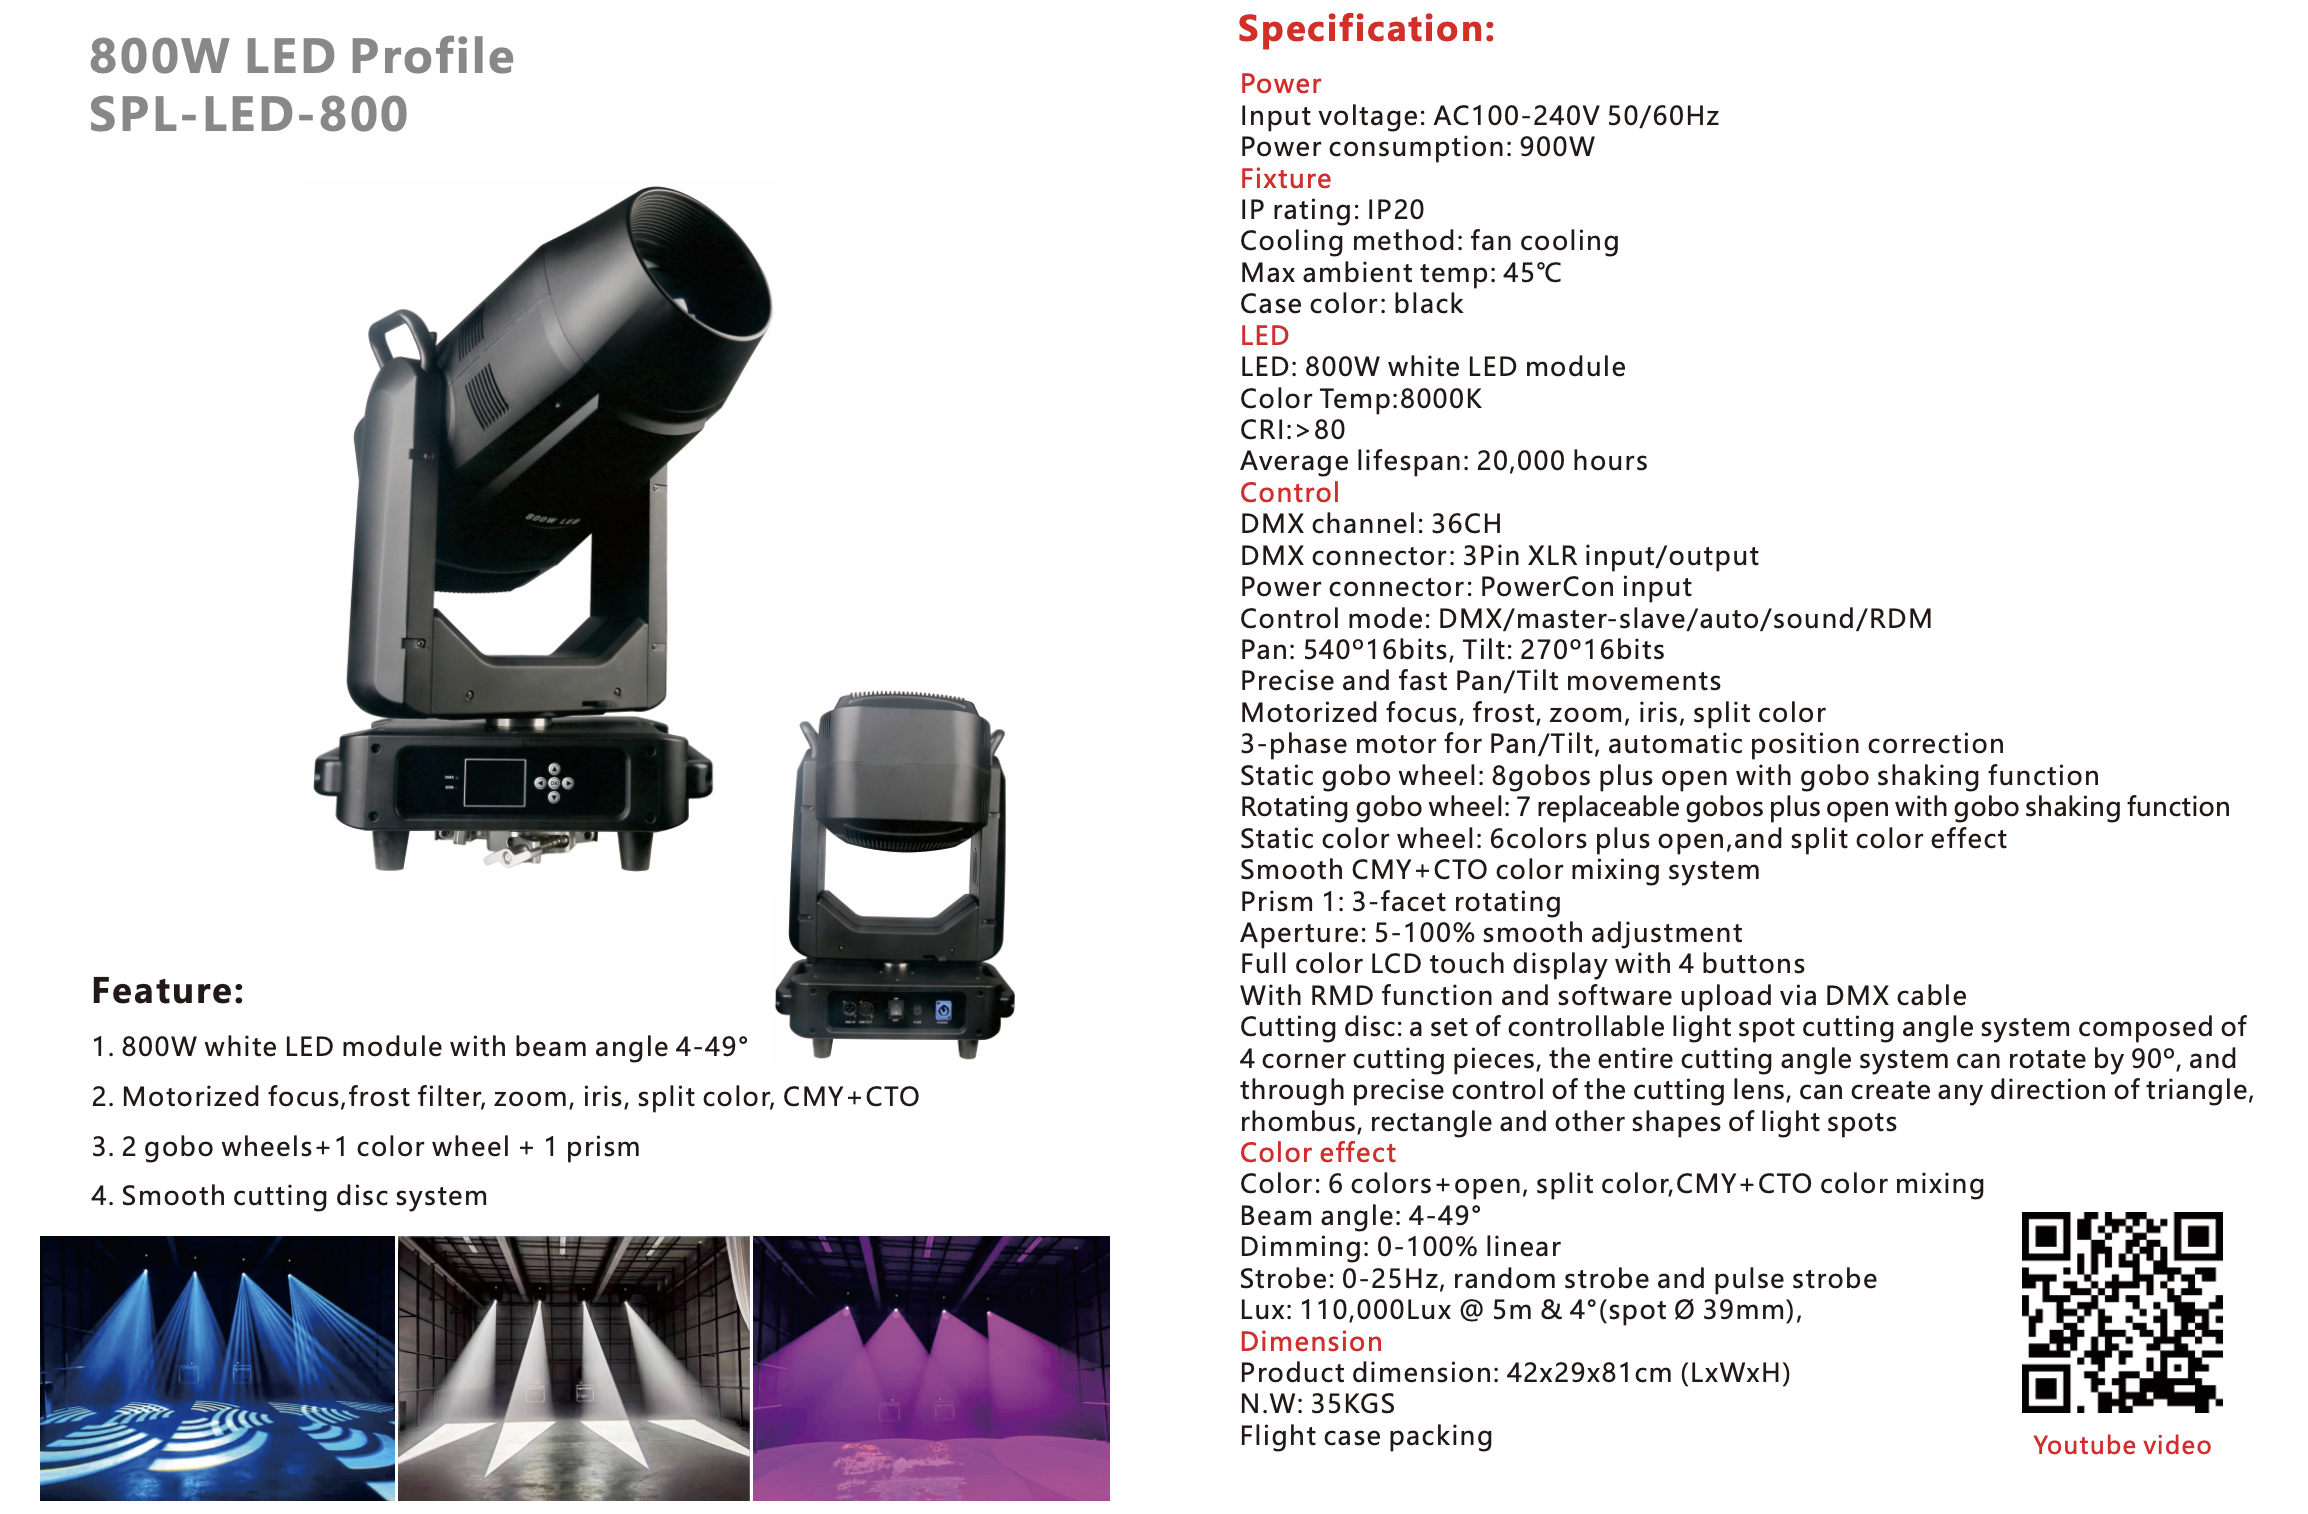 800W LED Profile
SPL-LED-800
800W LED
OK
Feature:
1. 800W white LED module with beam angle 4-49°
2. Motorized focus,frost filter, zoom, iris, split color, CMY+CTO
3. 2 gobo wheels+1 color wheel + 1 prism
4. Smooth cutting disc system
Specification:
Power
Input voltage: AC100-240V 50/60Hz
Power consumption: 900W
Fixture
IP rating: IP20
Cooling method: fan cooling
Max ambient temp: 45℃
Case color: black
LED
LED: 800W white LED module
Color Temp:8000K
CRI:>80
Average lifespan: 20,000 hours
Control
DMX channel: 36CH
DMX connector: 3Pin XLR input/output
Power connector: PowerCon input
Control mode: DMX/master-slave/auto/sound/RDM
Pan: 540º16bits, Tilt: 270º16bits
Precise and fast Pan/Tilt movements
Motorized focus, frost, zoom, iris, split color
3-phase motor for Pan/Tilt, automatic position correction
Static gobo wheel: 8gobos plus open with gobo shaking function
Rotating gobo wheel: 7 replaceable gobos plus open with gobo shaking function
Static color wheel: 6colors plus open,and split color effect
Smooth CMY+CTO color mixing system
Prism 1: 3-facet rotating
Aperture: 5-100% smooth adjustment
Full color LCD touch display with 4 buttons
With RMD function and software upload via DMX cable
Cutting disc: a set of controllable light spot cutting angle system composed of
4 corner cutting pieces, the entire cutting angle system can rotate by 90º, and
through precise control of the cutting lens, can create any direction of triangle,
rhombus, rectangle and other shapes of light spots
Color effect
Color: 6 colors+open, split color,CMY+CTO color mixing
Beam angle: 4-49°
Dimming: 0-100% linear
Strobe: 0-25Hz, random strobe and pulse strobe
Lux: 110,000Lux @ 5m & 4°(spot Ø 39mm),
Dimension
Product dimension: 42x29x81cm (LxWxH)
N.W: 35KGS
Flight case packing
Youtube video